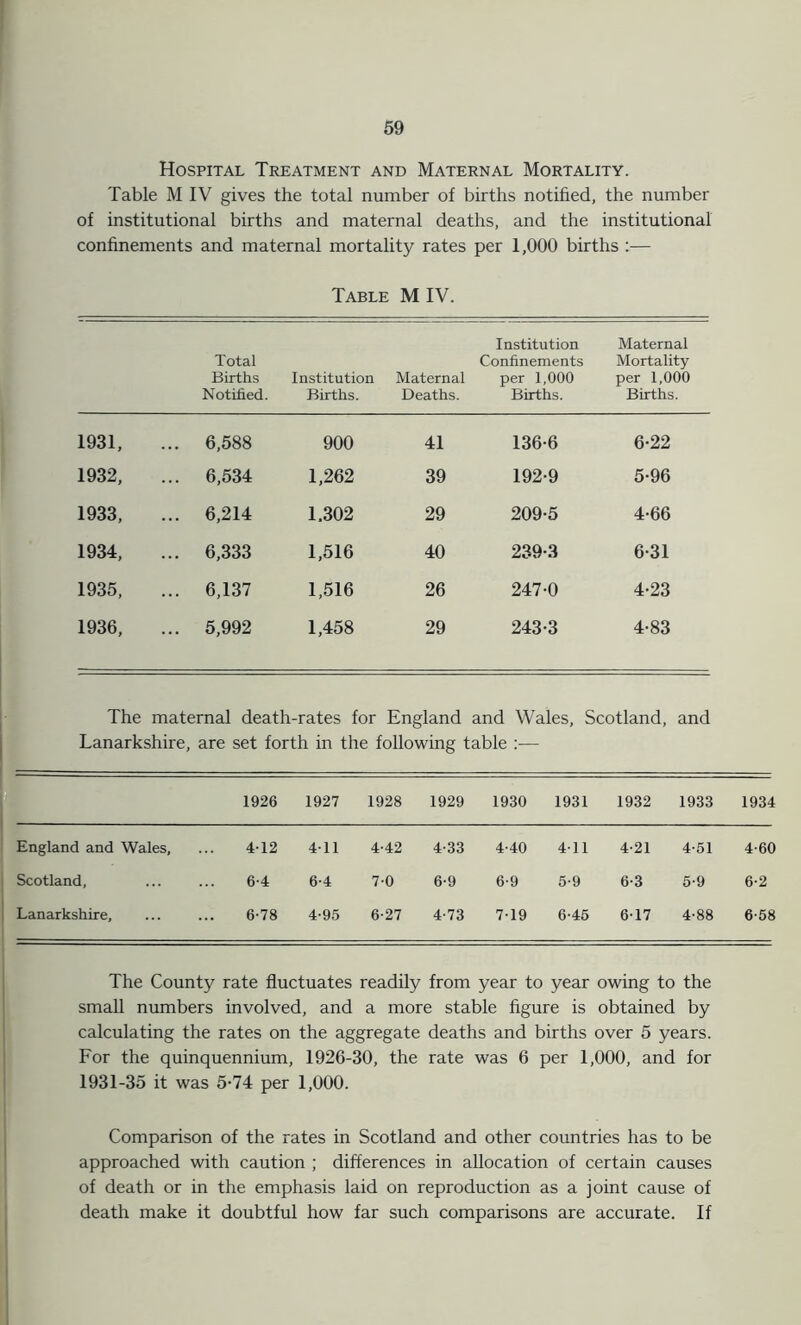 59
Hospital Treatment and Maternal Mortality.
Table M IV gives the total number of births notified, the number
of institutional births and maternal deaths, and the institutional
confinements and maternal mortality rates per 1,000 births :—
Table M IV.
Total Births Notified. Institution Births. Maternal Deaths. Institution Confinements per 1,000 Births. Maternal Mortality per 1,000 Births.
1931, ... 6,588 900 41 136·6 6·22
1932, ... 6,534 1,262 39 192·9 5·96
1933, ... 6,214 1.302 29 209·5 4·66
1934, ... 6,333 1,516 40 239·3 6·31
1935, ... 6,137 1,516 26 247·0 4·23
1936, ... 5,992 1,458 29 243·3 4·83
The maternal death-rates for England and Wales, Scotland, and
Lanarkshire, are set forth in the following table :—
1926 1927 1928 1929 1930 1931 1932 1933 1934
England and Wales, ... 4·12 4·11 4·42 4·33 4·40 4·11 4·21 4·51 4·60
Scotland, ... ... 6·4 6·4 7·0 6·9 6·9 5·9 6·3 5·9 6·2
Lanarkshire, ... ... 6·78 4·95 6·27 4·73 7·19 6·45 6·17 4·88 6·58
The County rate fluctuates readily from year to year owing to the
small numbers involved, and a more stable figure is obtained by
calculating the rates on the aggregate deaths and births over 5 years.
For the quinquennium, 1926-30, the rate was 6 per 1,000, and for
1931-35 it was 5·74 per 1,000.
Comparison of the rates in Scotland and other countries has to be
approached with caution ; differences in allocation of certain causes
of death or in the emphasis laid on reproduction as a joint cause of
death make it doubtful how far such comparisons are accurate. If